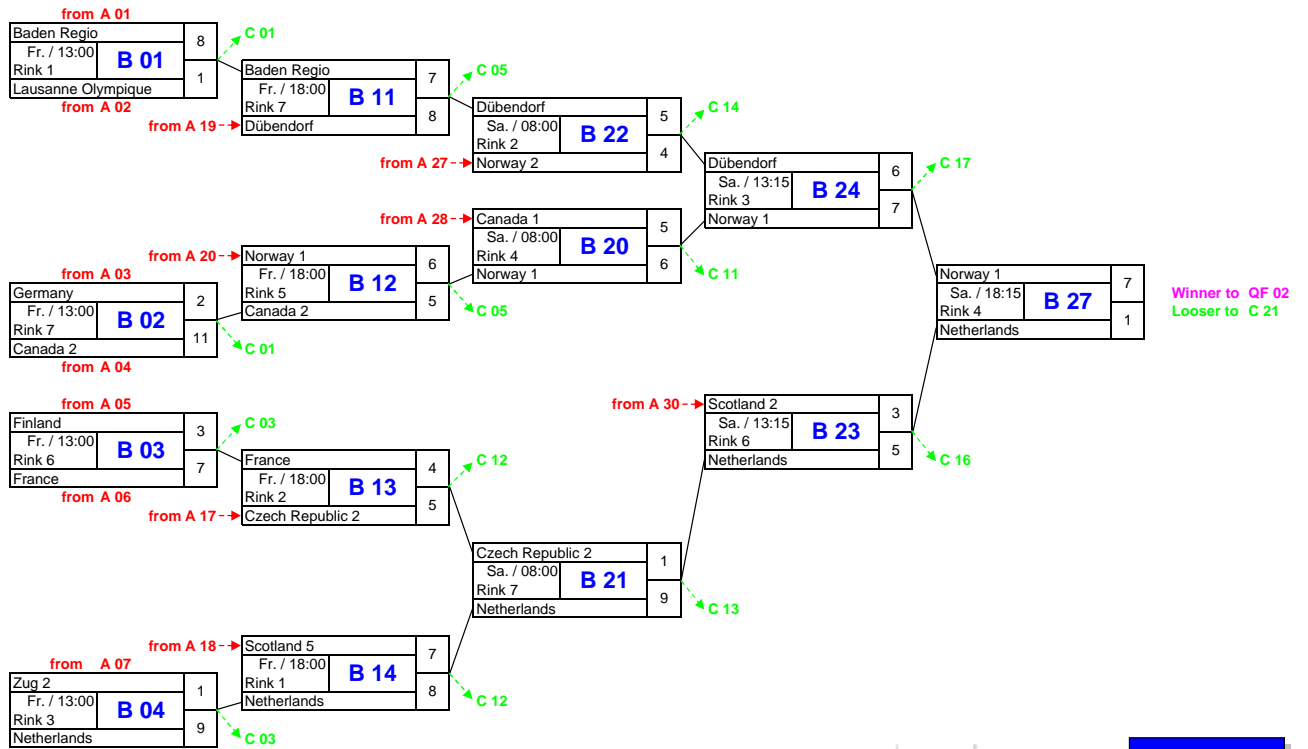 from A 01
Baden Regio
8
Fr. / 13:00
Rink 1
B 01
1
Lausanne Olympique
from A 02
C 01
Baden Regio
7
Fr. / 18:00
Rink 7
B 11
8
from A 19
Dübendorf
C 05
Dübendorf
5
Sa. / 08:00
Rink 2
B 22
4
from A 27
Norway 2
C 14
Dübendorf
6
Sa. / 13:15
Rink 3
B 24
7
Norway 1
C 17
from A 28
Canada 1
5
Sa. / 08:00
Rink 4
B 20
6
Norway 1
C 11
from A 20
Norway 1
6
Fr. / 18:00
Rink 5
B 12
5
Canada 2
C 05
from A 03
Germany
2
Fr. / 13:00
Rink 7
B 02
11
Canada 2
from A 04
C 01
Norway 1
7
Sa. / 18:15
Rink 4
B 27
1
Netherlands
Winner to QF 02
Looser to C 21
from A 05
Finland
3
Fr. / 13:00
Rink 6
B 03
7
France
from A 06
C 03
France
4
Fr. / 18:00
Rink 2
B 13
5
from A 17
Czech Republic 2
C 12
from A 30
Scotland 2
3
Sa. / 13:15
Rink 6
B 23
5
Netherlands
C 16
Czech Republic 2
1
Sa. / 08:00
Rink 7
B 21
9
Netherlands
C 13
from A 18
Scotland 5
7
Fr. / 18:00
Rink 1
B 14
8
Netherlands
C 12
from A 07
Zug 2
1
Fr. / 13:00
Rink 3
B 04
9
Netherlands
C 03